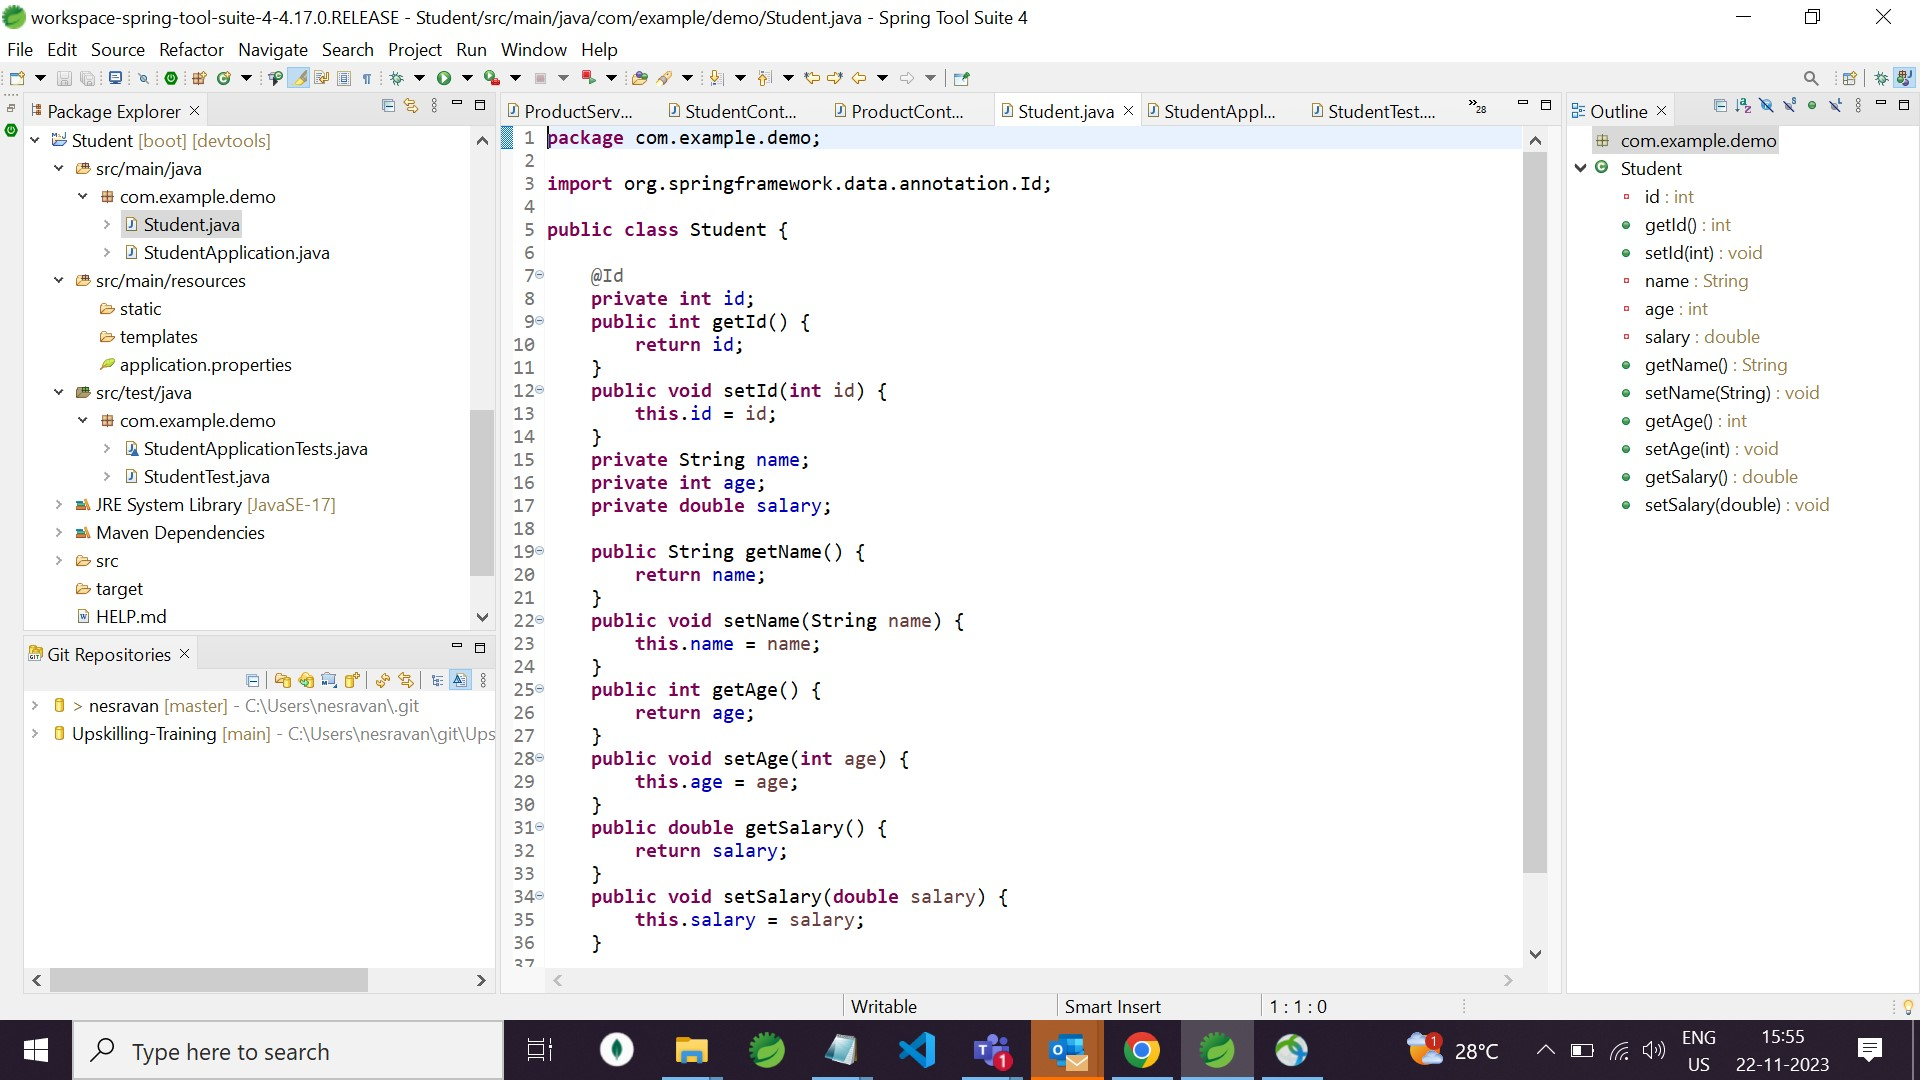 workspace-spring-tool-suite-4-4.17.0.RELEASE - Student/src/main/java/com/example/demo/Student.java - Spring Tool Suite 4
File Edit Source Refactor Navigate Search Project Run Window Help
Package Explorer
Student [boot] [devtools]
src/main/java
com.example.demo
Student.java
StudentApplication.java
src/main/resources
static
templates
application.properties
src/test/java
com.example.demo
StudentApplicationTests.java
StudentTest.java
JRE System Library [JavaSE-17]
Maven Dependencies
src
target
HELP.md
Git Repositories
> nesravan [master] - C:\Users\nesravan\.git
Upskilling-Training [main] - C:\Users\nesravan\git\Ups
ProductServ... StudentCont... ProductCont... Student.java StudentAppl... StudentTest.... »28
1 package com.example.demo;
2
3 import org.springframework.data.annotation.Id;
4
5 public class Student {
6
7 @Id
8 private int id;
9 public int getId() {
10 return id;
11 }
12 public void setId(int id) {
13 this.id = id;
14 }
15 private String name;
16 private int age;
17 private double salary;
18
19 public String getName() {
20 return name;
21 }
22 public void setName(String name) {
23 this.name = name;
24 }
25 public int getAge() {
26 return age;
27 }
28 public void setAge(int age) {
29 this.age = age;
30 }
31 public double getSalary() {
32 return salary;
33 }
34 public void setSalary(double salary) {
35 this.salary = salary;
36 }
37
Outline
com.example.demo
Student
id : int
getId() : int
setId(int) : void
name : String
age : int
salary : double
getName() : String
setName(String) : void
getAge() : int
setAge(int) : void
getSalary() : double
setSalary(double) : void
Writable Smart Insert 1 : 1 : 0
Type here to search
1
1
28°C
ENG
US
15:55
22-11-2023